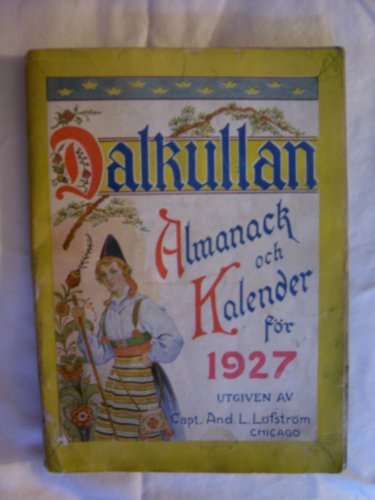 Dalkullan
Almanack
och
Kalender
för
1927
UTGIVEN AV
Capt. And. L. Löfström
CHICAGO